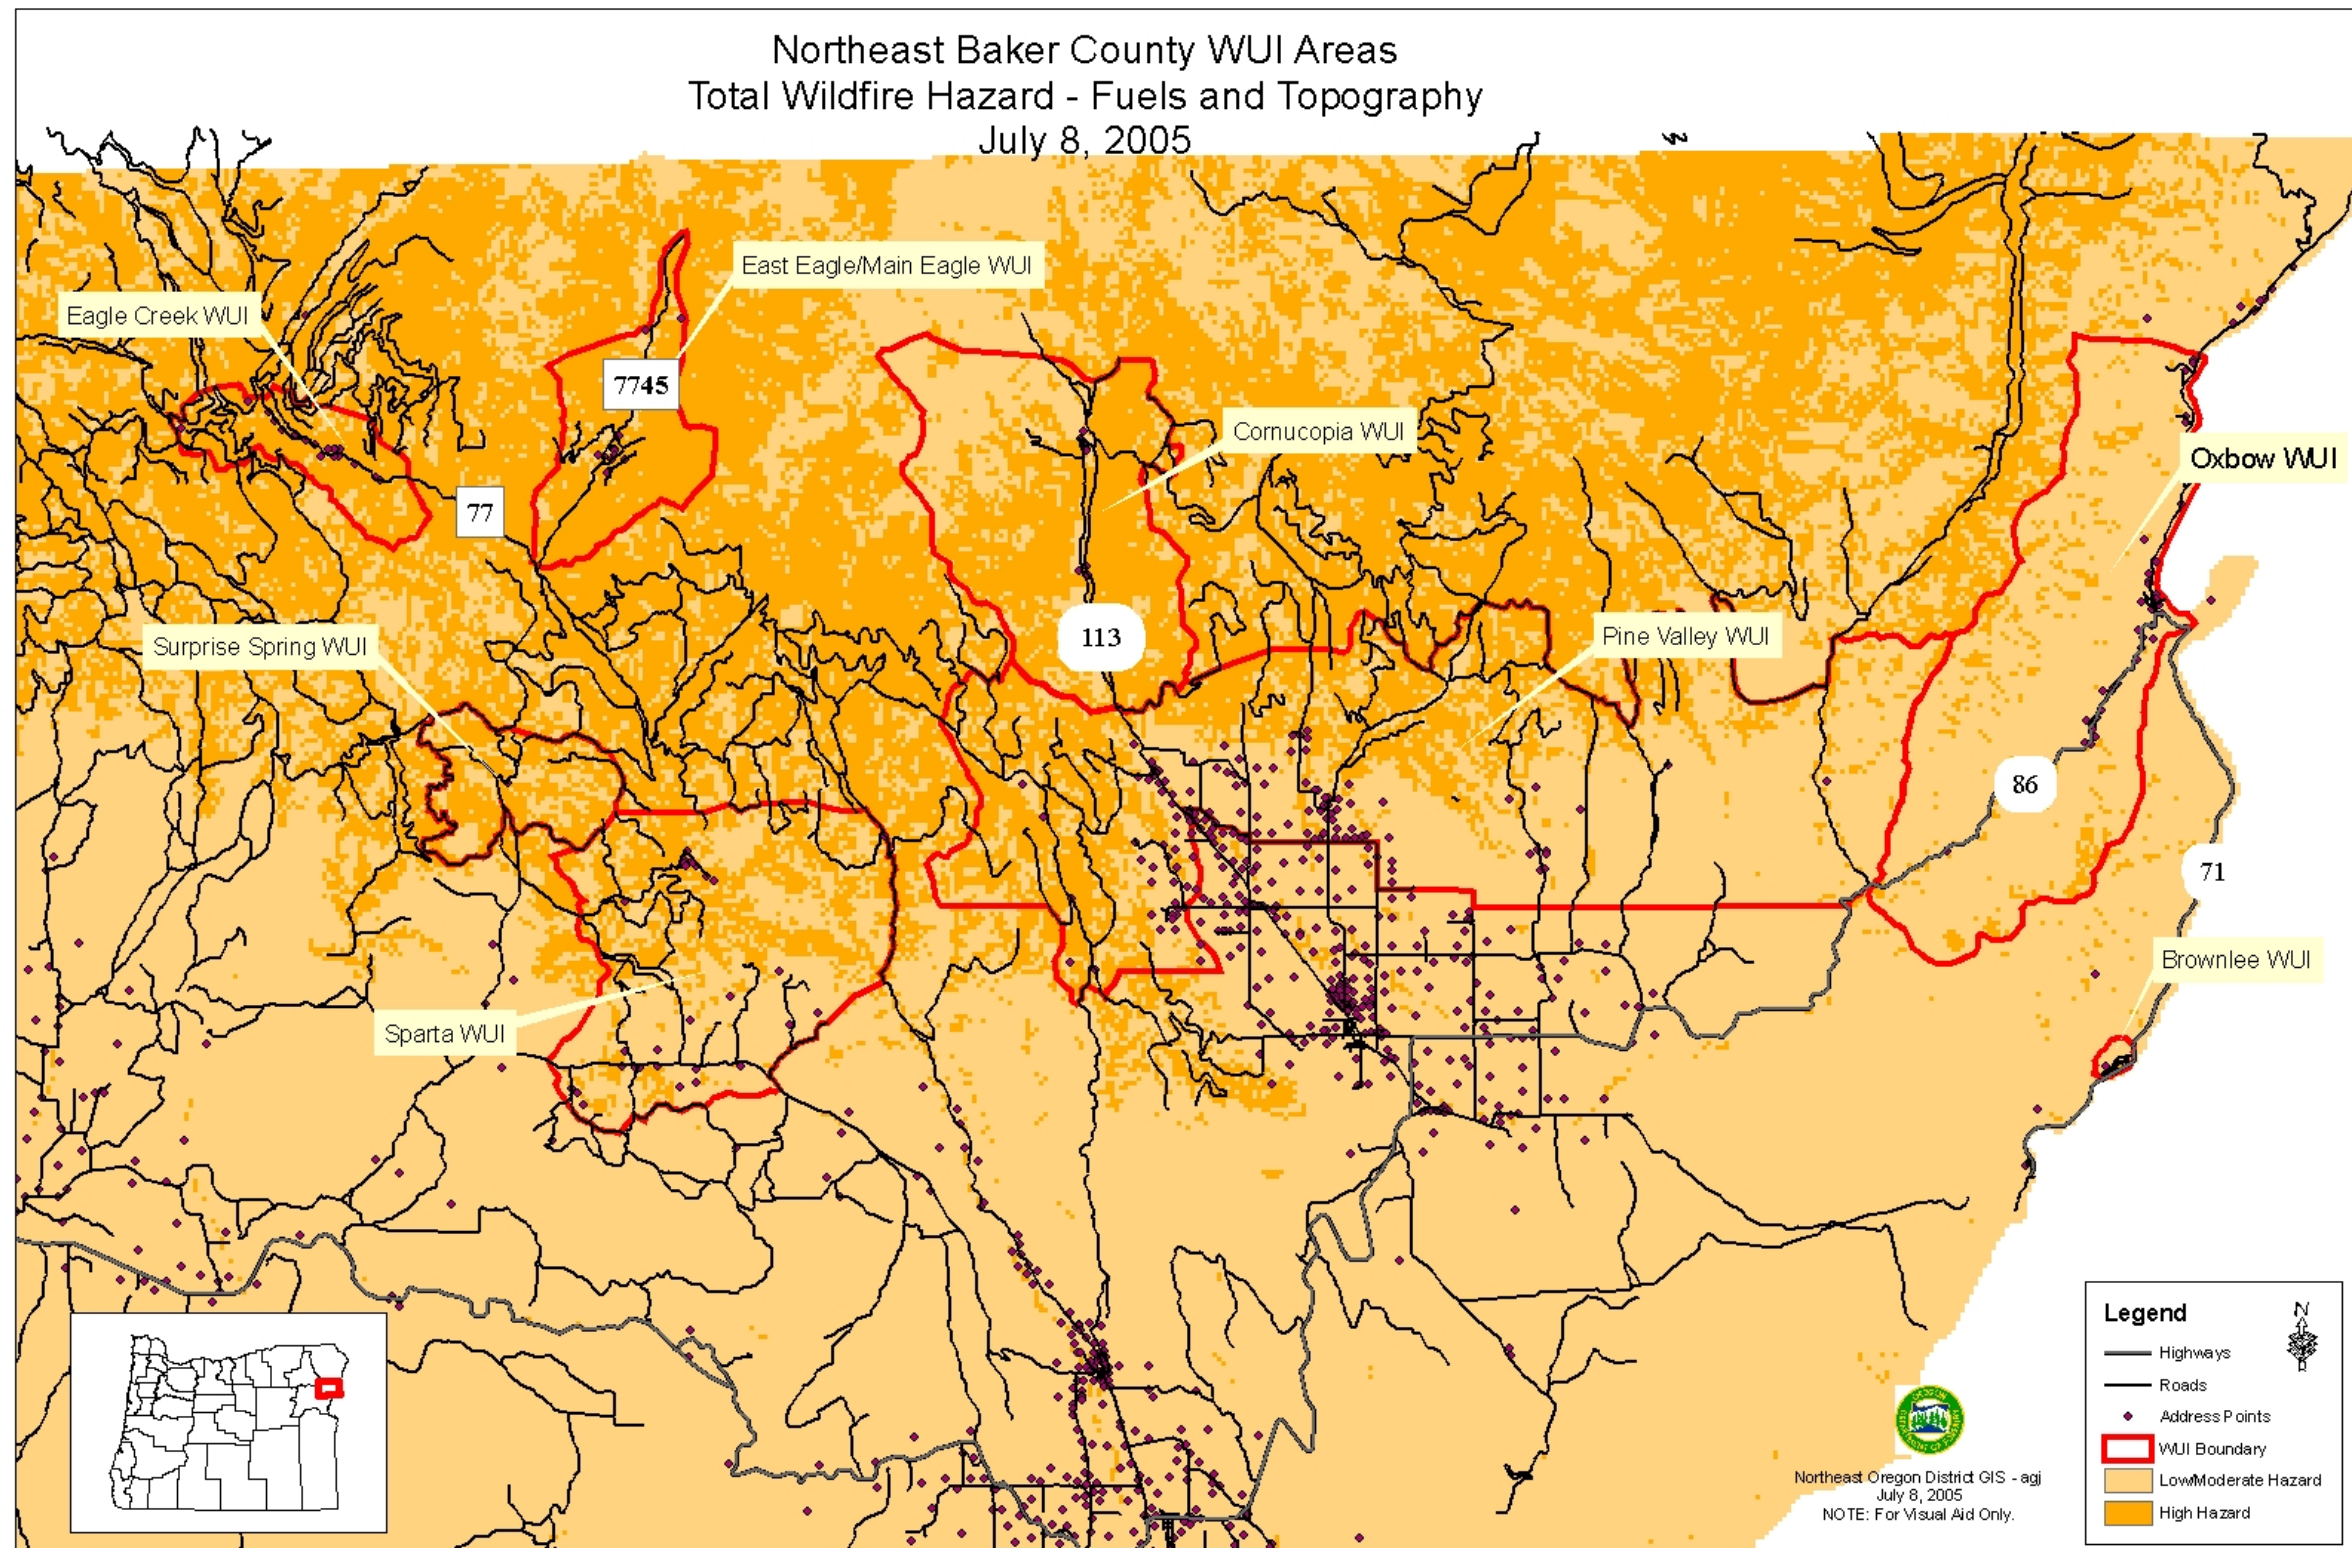 Northeast Baker County WUI Areas
Total Wildfire Hazard - Fuels and Topography
July 8, 2005
East Eagle/Main Eagle WUI
Eagle Creek WUI
7745
Cornucopia WUI
Oxbow WUI
77
113
Pine Valley WUI
Surprise Spring WUI
86
71
Brownlee WUI
Sparta WUI
Legend
N
Highways
Roads
Address Points
WUI Boundary
Low/Moderate Hazard
High Hazard
Northeast Oregon District GIS - agj
July 8, 2005
NOTE: For Visual Aid Only.